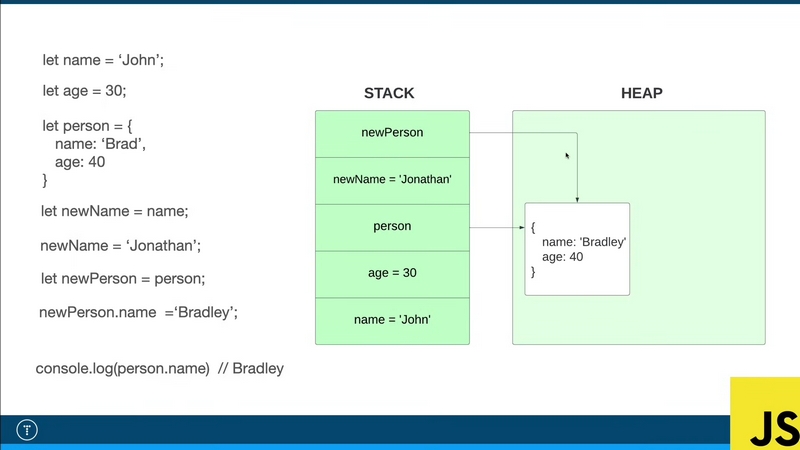 let name = ‘John’;
let age = 30;
let person = {
name: ‘Brad’,
age: 40
}
let newName = name;
newName = ‘Jonathan’;
let newPerson = person;
newPerson.name  =‘Bradley’;
console.log(person.name)  // Bradley
STACK
newPerson
newName = 'Jonathan'
person
age = 30
name = 'John'
HEAP
{
name: 'Bradley'
age: 40
}
T
JS